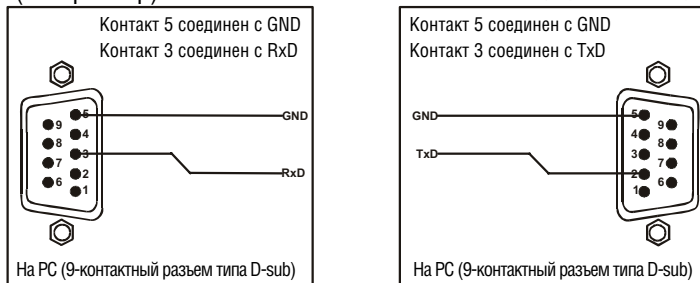 Контакт 5 соединен с GND
Контакт 3 соединен с RxD
5
9
4
8
3
7
2
6
1
GND
RxD
На PC (9-контактный разъем типа D-sub)
Контакт 5 соединен с GND
Контакт 3 соединен с TxD
GND
TxD
5
9
4
8
3
7
2
6
1
На PC (9-контактный разъем типа D-sub)